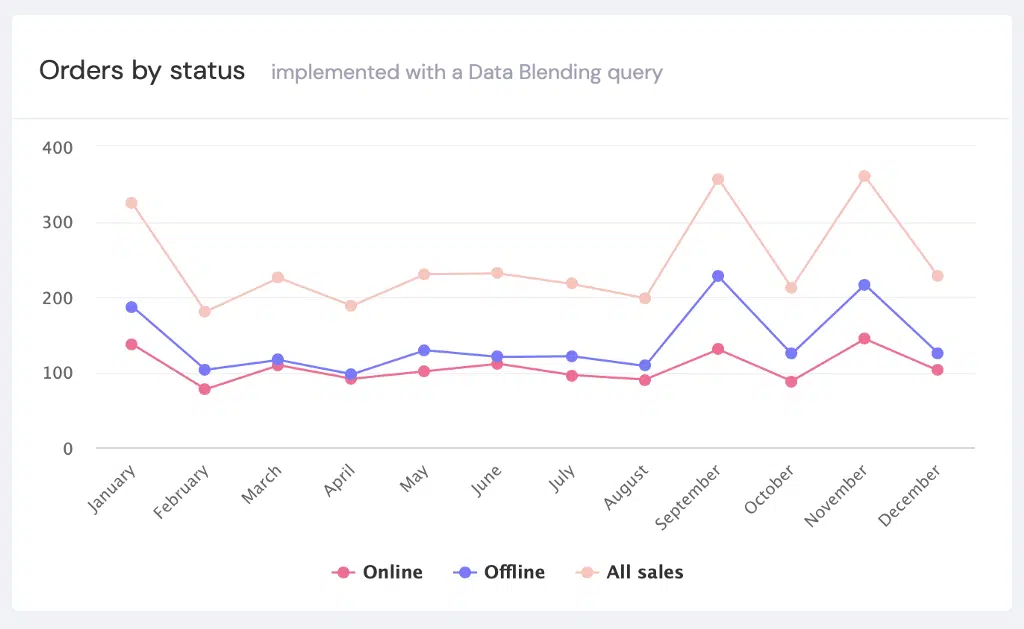 Orders by status implemented with a Data Blending query
400
300
200
100
0
January February March April May June July August September October November December
Online Offline All sales